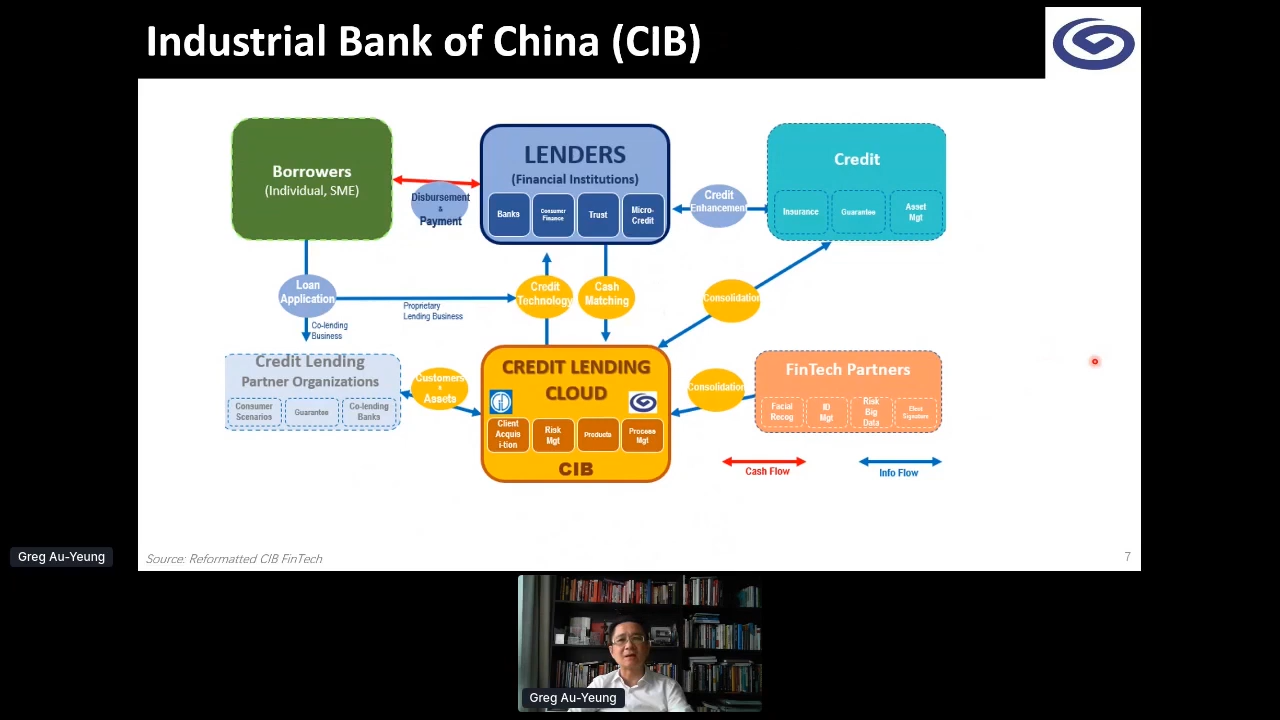 Industrial Bank of China (CIB)
Borrowers
(Individual, SME)
Disbursement
&
Payment
LENDERS
(Financial Institutions)
Banks
Consumer
Finance
Trust
Micro-
Credit
Credit
Enhancement
Credit
Insurance
Guarantee
Asset
Mgt
Loan
Application
Proprietary
Lending Business
Co-lending
Business
Credit
Technology
Cash
Matching
Consolidation
Credit Lending
Partner Organizations
Consumer
Scenarios
Guarantee
Co-lending
Banks
Customers
+
Assets
CREDIT LENDING
CLOUD
Client
Acquis
i-tion
Risk
Mgt
Products
Process
Mgt
CIB
Consolidation
FinTech Partners
Facial
Recog
ID
Mgt
Risk
Big
Data
Elect
Signature
Cash Flow
Info Flow
Source: Reformatted CIB FinTech
7
Greg Au-Yeung
Greg Au-Yeung